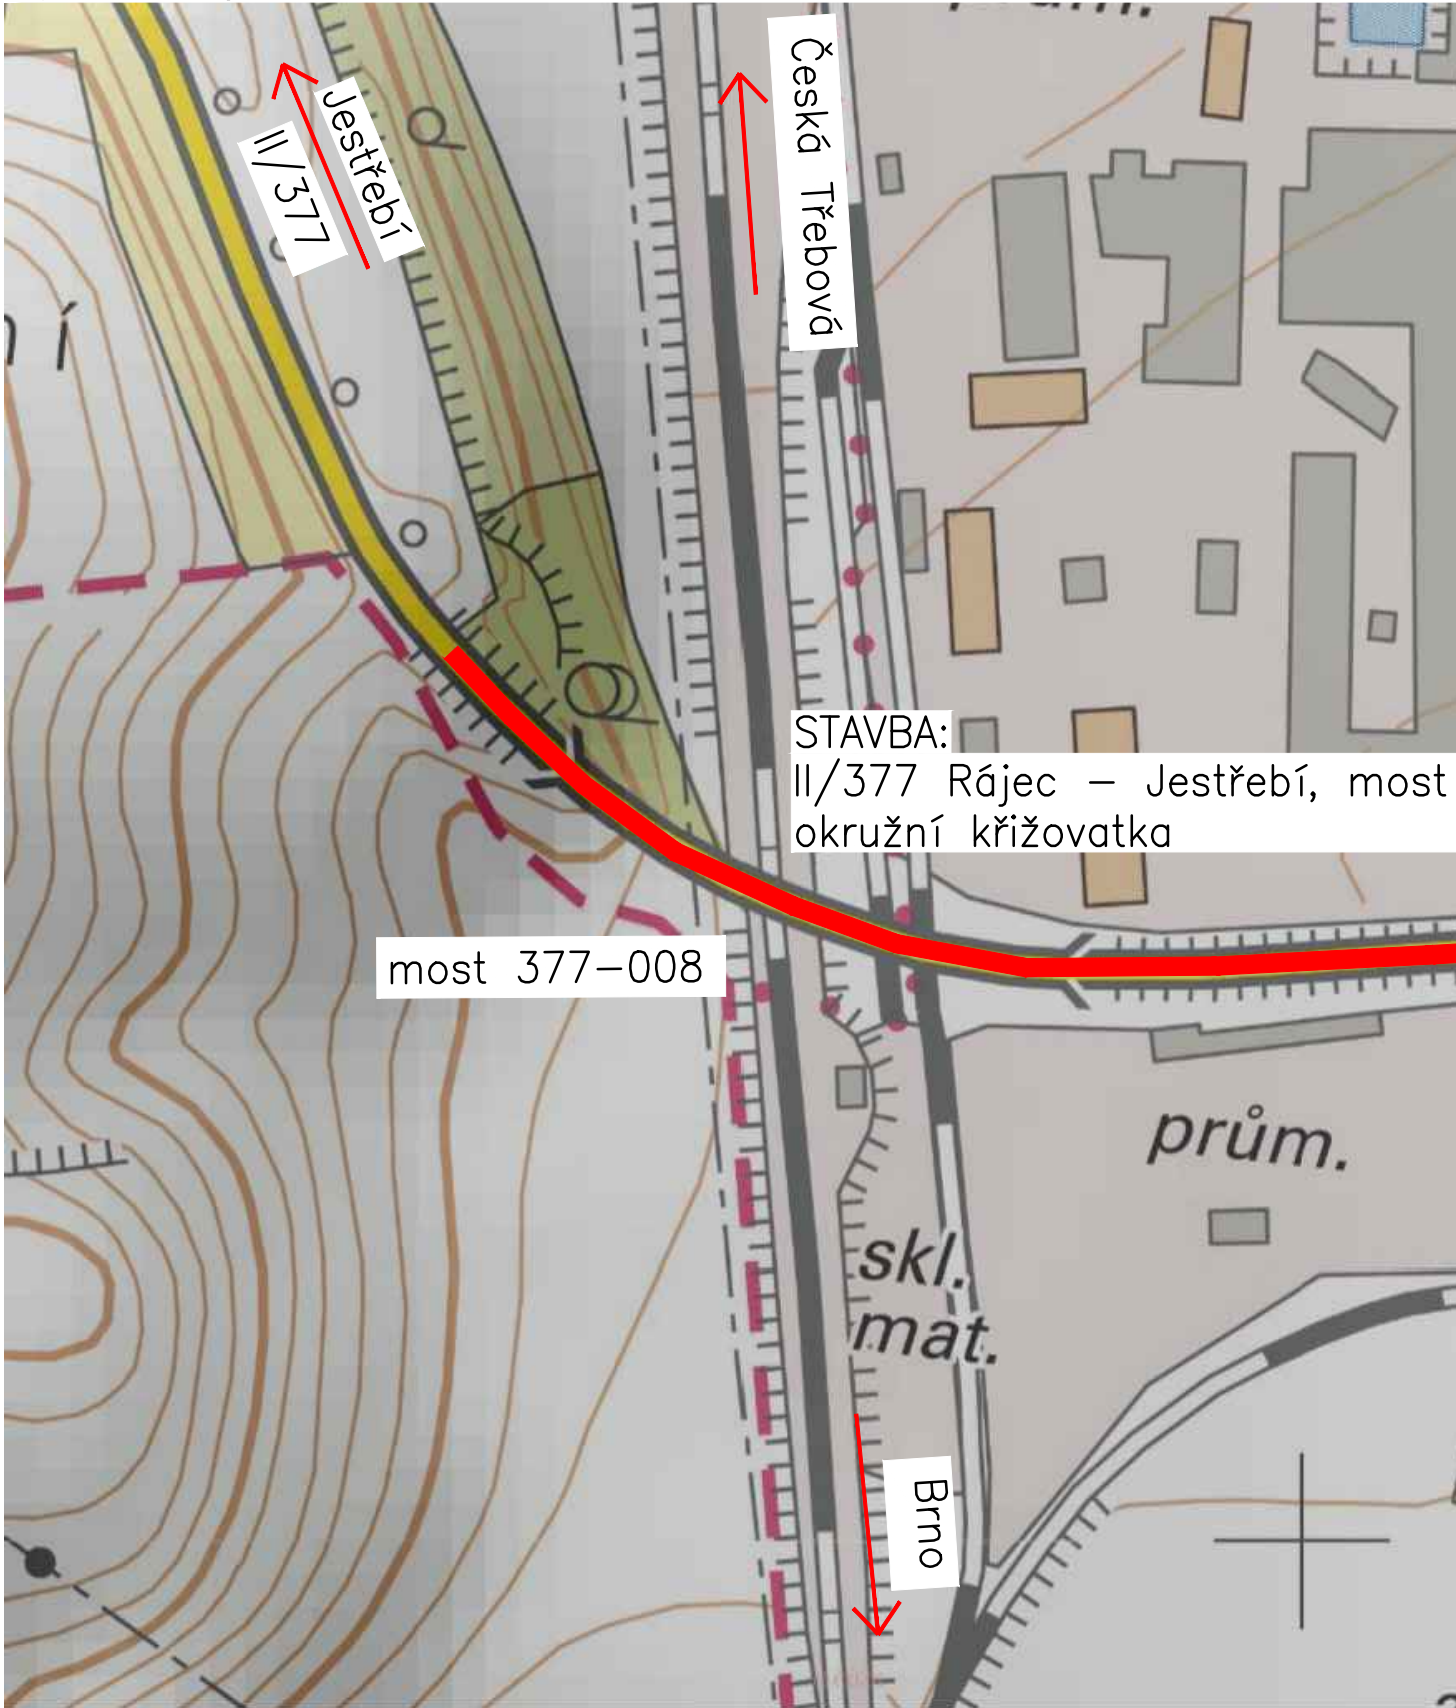 Česká Třebová
Jestřebí
II/377
STAVBA:
II/377 Rájec – Jestřebí, most
okružní křižovatka
most 377-008
prům.
skl.
mat.
Brno